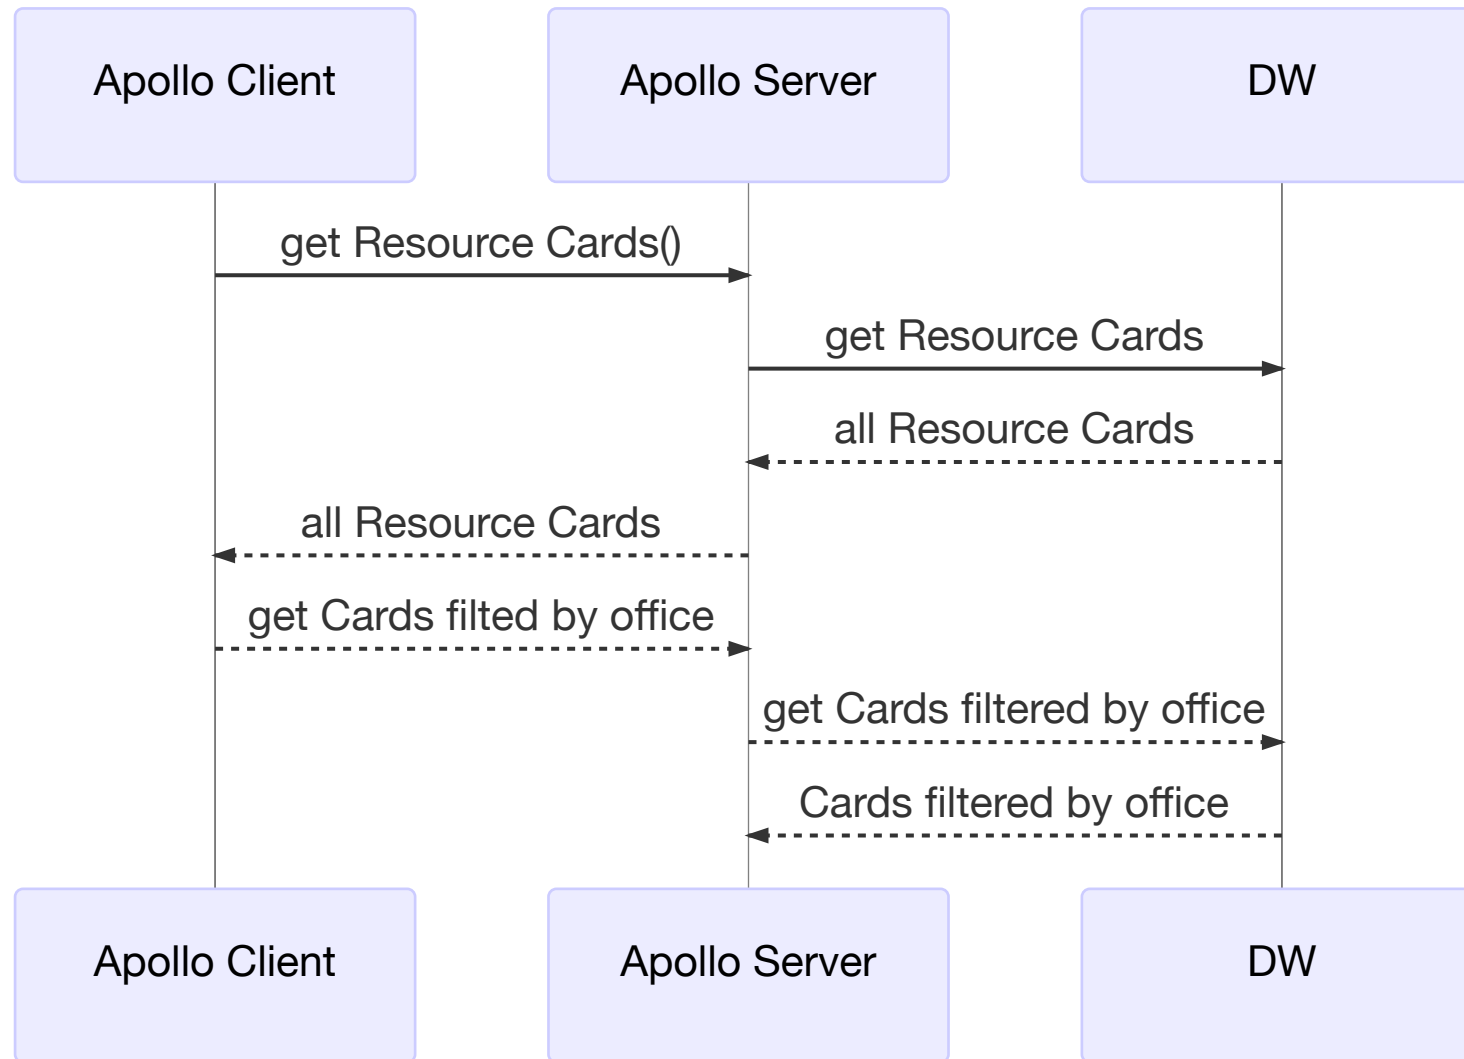 Apollo Client
Apollo Server
DW
get Resource Cards()
get Resource Cards
all Resource Cards
all Resource Cards
get Cards filted by office
get Cards filtered by office
Cards filtered by office
Apollo Client
Apollo Server
DW